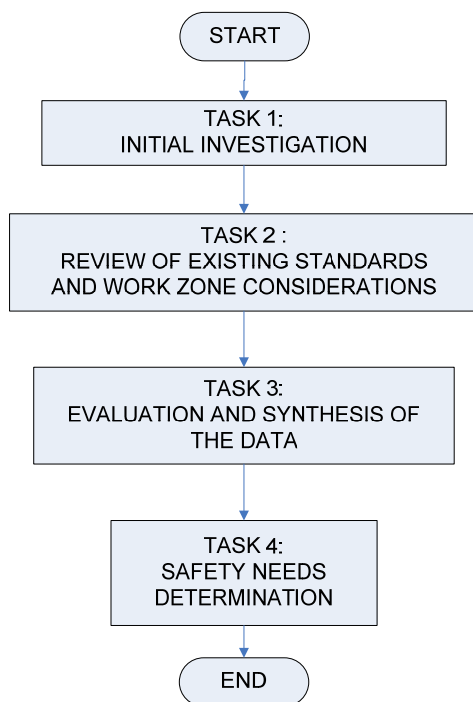 START
TASK 1:
INITIAL INVESTIGATION
TASK 2 :
REVIEW OF EXISTING STANDARDS
AND WORK ZONE CONSIDERATIONS
TASK 3:
EVALUATION AND SYNTHESIS OF
THE DATA
TASK 4:
SAFETY NEEDS
DETERMINATION
END